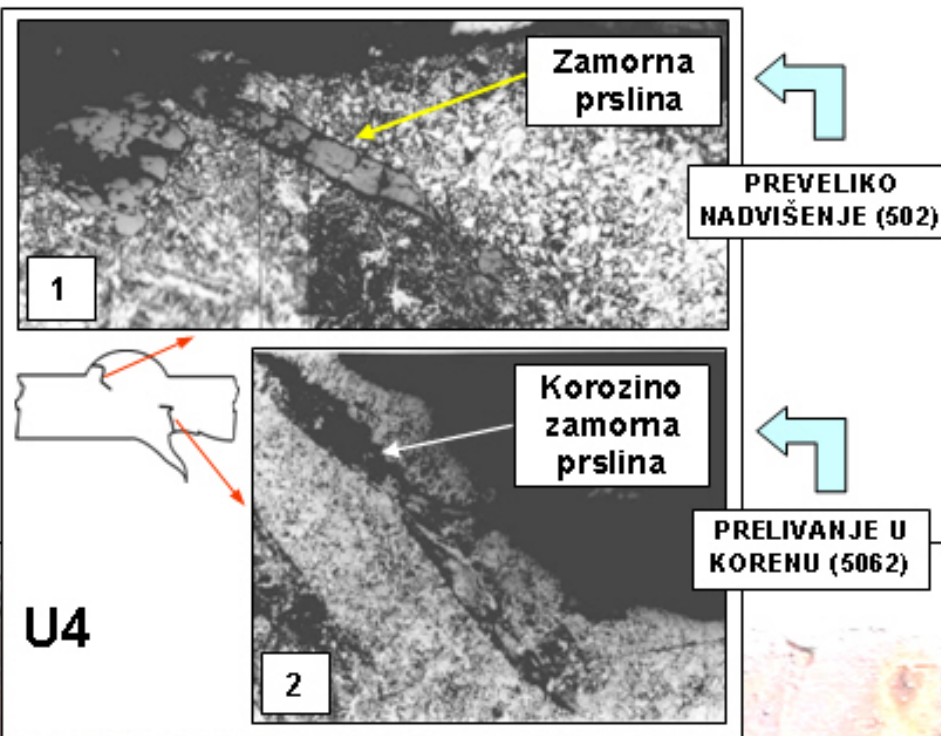 Zamorna
prslina
PREVELIKO
NADVIŠENJE (502)
1
Korozino
zamorna
prslina
PRELIVANJE U
KORENU (5062)
U4
2